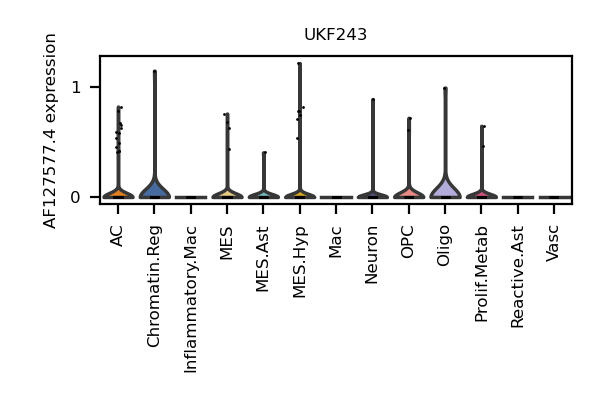 UKF243
AF127577.4 expression
1
0
AC
Chromatin.Reg
Inflammatory.Mac
MES
MES.Ast
MES.Hyp
Mac
Neuron
OPC
Oligo
Prolif.Metab
Reactive.Ast
Vasc